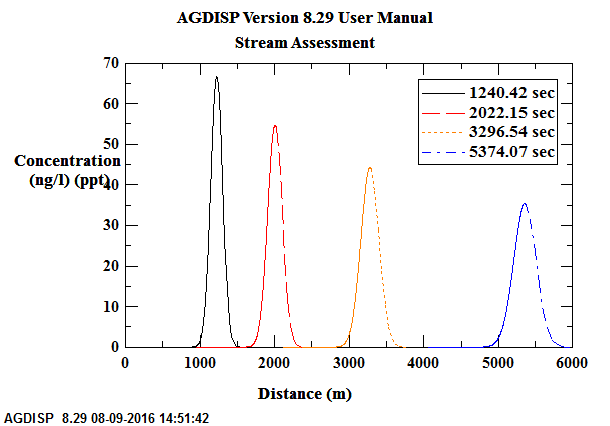 AGDISP Version 8.29 User Manual
Stream Assessment
70
60
50
40
30
20
10
0
Concentration
(ng/l) (ppt)
1240.42 sec
2022.15 sec
3296.54 sec
5374.07 sec
0 1000 2000 3000 4000 5000 6000
Distance (m)
AGDISP 8.29 08-09-2016 14:51:42